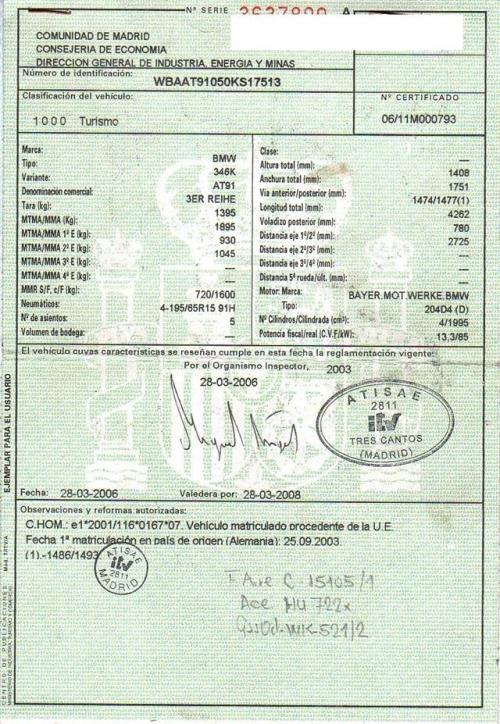 Nº SERIE 3637800 A
COMUNIDAD DE MADRID
CONSEJERIA DE ECONOMIA
DIRECCION GENERAL DE INDUSTRIA, ENERGIA Y MINAS
Número de identificación:
WBAAT91050KS17513
Clasificación del vehículo:
1000 Turismo
Nº CERTIFICADO
06/11M000793
Marca: BMW
Tipo: 346K
Variante: AT91
Denominación comercial: 3ER REIHE
Tara (kg): 1395
MTMA/MMA (Kg): 1895
MTMA/MMA 1º E (kg): 930
MTMA/MMA 2º E (kg): 1045
MTMA/MMA 3º E (kg): —
MTMA/MMA 4º E (kg): —
MMR S/F, c/F (kg): 720/1600
Neumáticos: 4-195/65R15 91H
Nº de asientos: 5
Volumen de bodega: —
Clase: —
Altura total (mm): 1408
Anchura total (mm): 1751
Via anterior/posterior (mm): 1474/1477(1)
Longitud total (mm): 4262
Voladizo posterior (mm): 780
Distancia eje 1º/2º (mm): 2725
Distancia eje 2º/3º (mm): —
Distancia eje 3º/4º (mm): —
Distancia 5ª rueda/últ. (mm): —
Motor: Marca: BAYER.MOT.WERKE.BMW
Tipo: 204D4 (D)
Nº Cilindros/Cilindrada (cm³): 4/1995
Potencia fiscal/real (C.V.F/kW): 13,3/85
El vehículo cuyas características se reseñan cumple en esta fecha la reglamentación vigente:
Por el Organismo Inspector, 2003
28-03-2006
ATISAE
2811
itv
TRES CANTOS
(MADRID)
Fecha: 28-03-2006 Valedera por: 28-03-2008
Observaciones y reformas autorizadas:
C.HOM.: e1*2001/116*0167*07. Vehículo matriculado procedente de la U.E.
Fecha 1ª matriculación en país de origen (Alemania): 25.09.2003.
(1).-1486/1493
ATISAE
itv
2811
MADRID
EJEMPLAR PARA EL USUARIO
CENTRO DE PUBLICACIONES